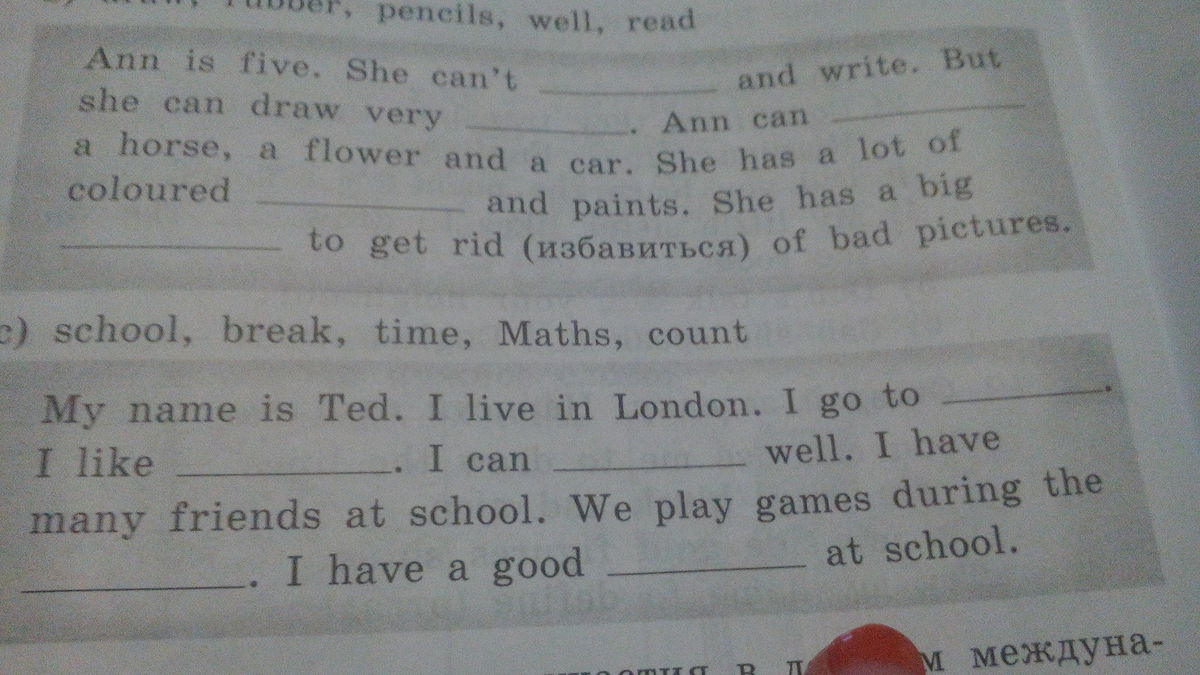 draw, rubber, pencils, well, read
Ann is five. She can't __________ and write. But
she can draw very __________. Ann can __________
a horse, a flower and a car. She has a lot of
coloured __________ and paints. She has a big
__________ to get rid (избавиться) of bad pictures.
c) school, break, time, Maths, count
My name is Ted. I live in London. I go to __________.
I like __________. I can __________ well. I have
many friends at school. We play games during the
__________. I have a good __________ at school.
в м междуна-